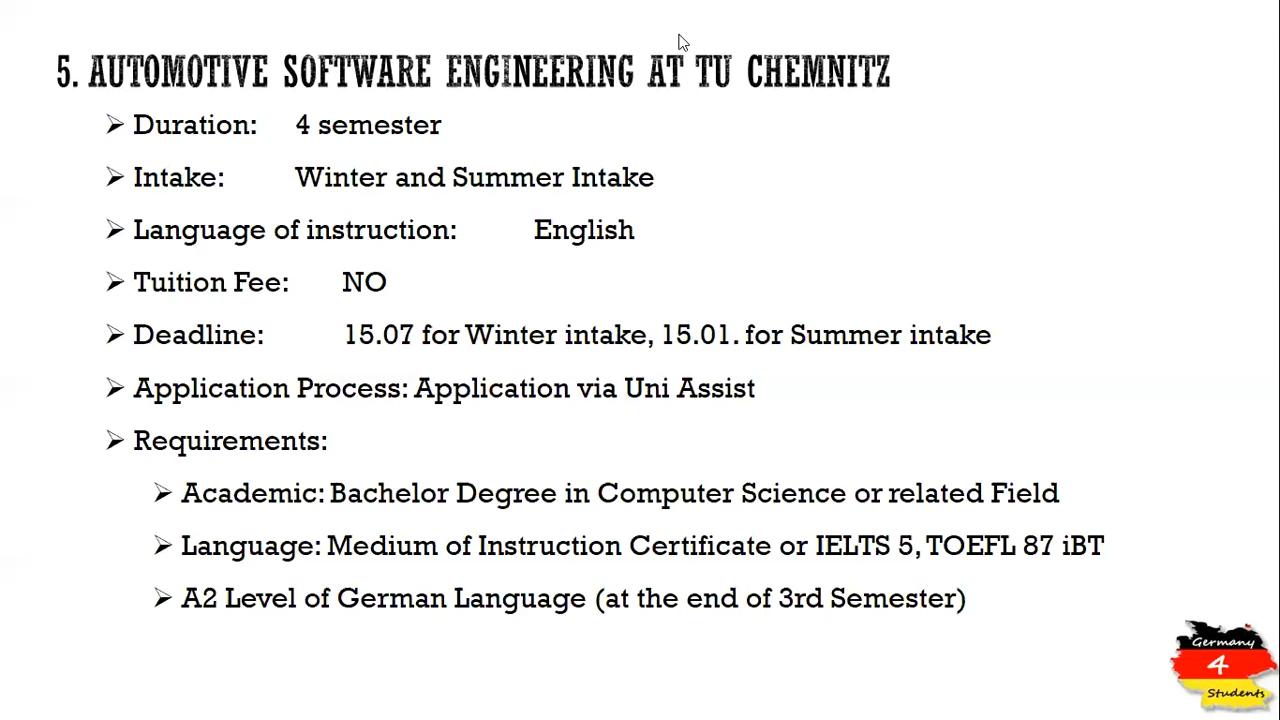 5. AUTOMOTIVE SOFTWARE ENGINEERING AT TU CHEMNITZ
➢ Duration: 4 semester
➢ Intake: Winter and Summer Intake
➢ Language of instruction: English
➢ Tuition Fee: NO
➢ Deadline: 15.07 for Winter intake, 15.01. for Summer intake
➢ Application Process: Application via Uni Assist
➢ Requirements:
➢ Academic: Bachelor Degree in Computer Science or related Field
➢ Language: Medium of Instruction Certificate or IELTS 5, TOEFL 87 iBT
➢ A2 Level of German Language (at the end of 3rd Semester)
Germany
4
Students